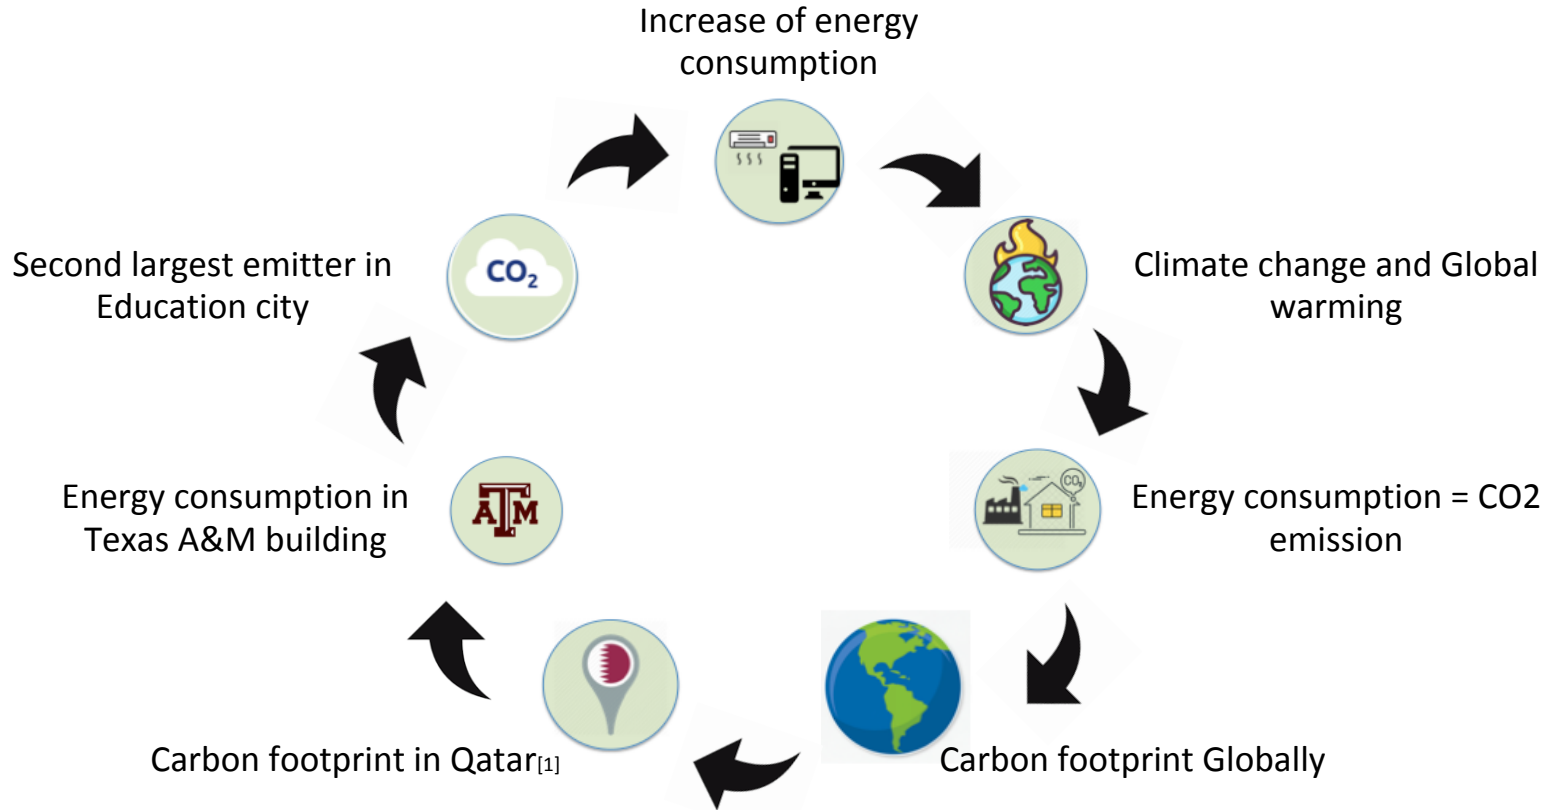 Increase of energy
consumption
Climate change and Global
warming
Energy consumption = CO2
emission
CO₂
Carbon footprint Globally
Carbon footprint in Qatar[1]
Energy consumption in
Texas A&M building
ATM
Second largest emitter in
Education city
CO₂